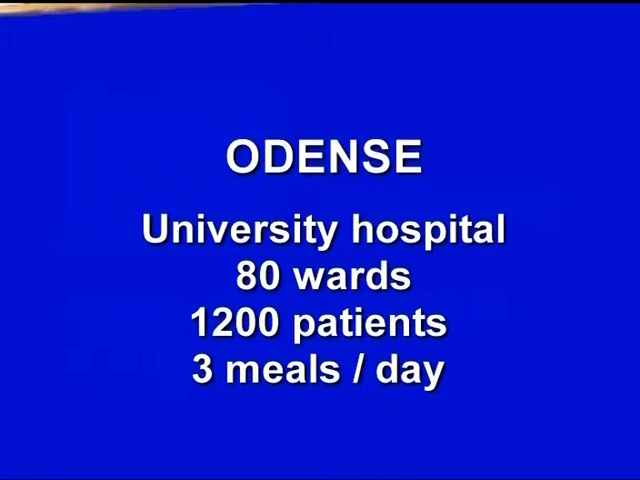 ODENSE
University hospital
80 wards
1200 patients
3 meals / day